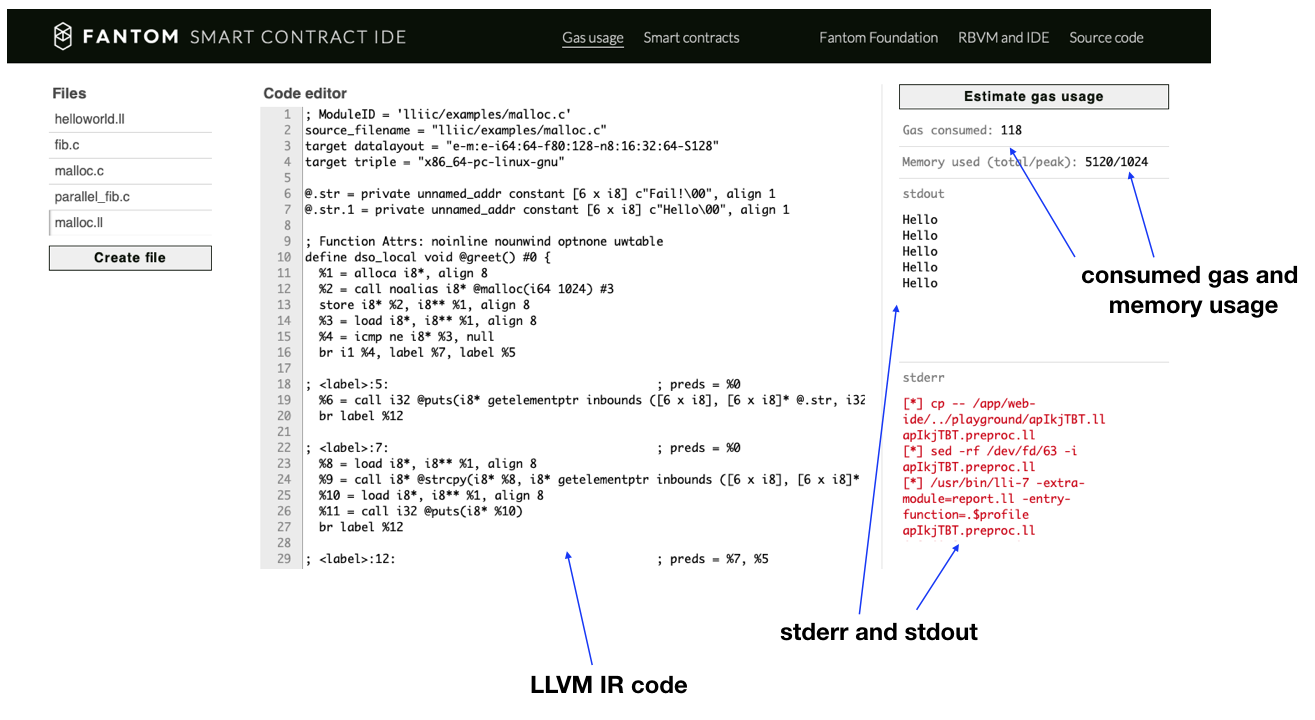 FANTOM SMART CONTRACT IDE
Gas usage
Smart contracts
Fantom Foundation
RBVM and IDE
Source code
Files
helloworld.ll
fib.c
malloc.c
parallel_fib.c
malloc.ll
Create file
Code editor
1 ; ModuleID = 'lliic/examples/malloc.c'
2 source_filename = "lliic/examples/malloc.c"
3 target datalayout = "e-m:e-i64:64-f80:128-n8:16:32:64-S128"
4 target triple = "x86_64-pc-linux-gnu"
5
6 @.str = private unnamed_addr constant [6 x i8] c"Fail!\00", align 1
7 @.str.1 = private unnamed_addr constant [6 x i8] c"Hello\00", align 1
8
9 ; Function Attrs: noinline nounwind optnone uwtable
10 define dso_local void @greet() #0 {
11 %1 = alloca i8*, align 8
12 %2 = call noalias i8* @malloc(i64 1024) #3
13 store i8* %2, i8** %1, align 8
14 %3 = load i8*, i8** %1, align 8
15 %4 = icmp ne i8* %3, null
16 br i1 %4, label %7, label %5
17
18 ; <label>:5: ; preds = %0
19 %6 = call i32 @puts(i8* getelementptr inbounds ([6 x i8], [6 x i8]* @.str, i32
20 br label %12
21
22 ; <label>:7: ; preds = %0
23 %8 = load i8*, i8** %1, align 8
24 %9 = call i8* @strcpy(i8* %8, i8* getelementptr inbounds ([6 x i8], [6 x i8]*
25 %10 = load i8*, i8** %1, align 8
26 %11 = call i32 @puts(i8* %10)
27 br label %12
28
29 ; <label>:12: ; preds = %7, %5
Estimate gas usage
Gas consumed: 118
Memory used (total/peak): 5120/1024
stdout
Hello
Hello
Hello
Hello
Hello
stderr
[*] cp -- /app/web-
ide/../playground/apIkjTBT.ll
apIkjTBT.preproc.ll
[*] sed -rf /dev/fd/63 -i
apIkjTBT.preproc.ll
[*] /usr/bin/lli-7 -extra-
module=report.ll -entry-
function=.$profile
apIkjTBT.preproc.ll
consumed gas and
memory usage
stderr and stdout
LLVM IR code